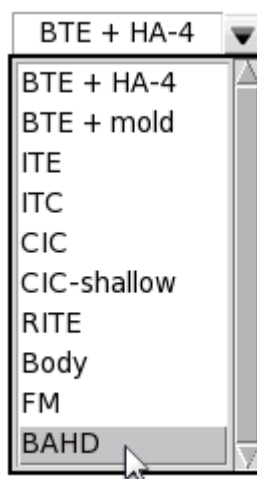 BTE + HA-4
BTE + HA-4
BTE + mold
ITE
ITC
CIC
CIC-shallow
RITE
Body
FM
BAHD